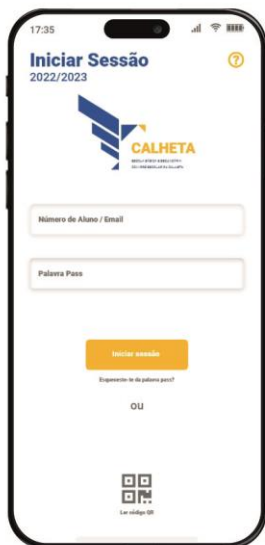 17:35
Iniciar Sessão
2022/2023
?
CALHETA
Número de Aluno / Email
Palavra Pass
Iniciar sessão
Esqueceste-te da palavra pass?
ou
Ler código QR